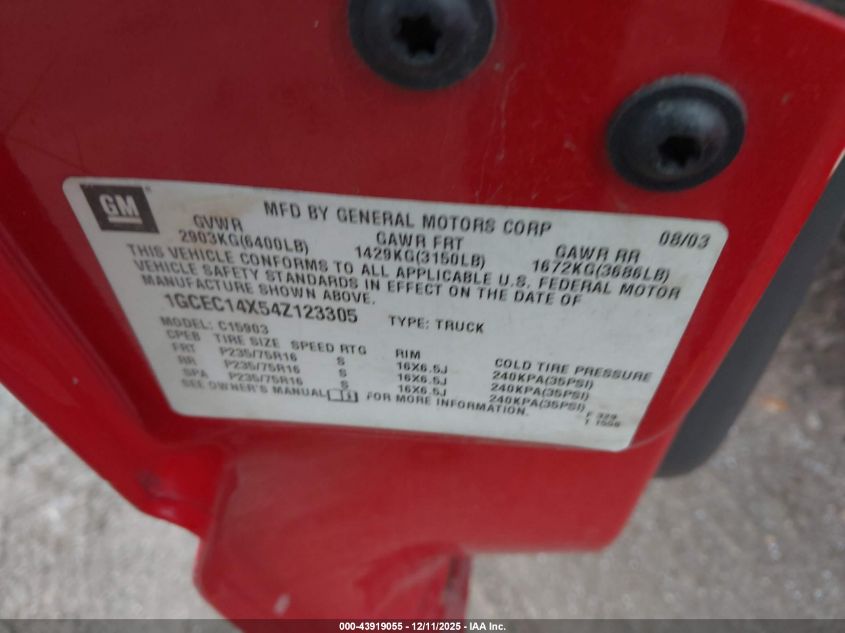 GM
MFD BY GENERAL MOTORS CORP 08/03
GVWR GAWR FRT GAWR RR
2903KG(6400LB) 1429KG(3150LB) 1672KG(3686LB)
THIS VEHICLE CONFORMS TO ALL APPLICABLE U.S. FEDERAL MOTOR
VEHICLE SAFETY STANDARDS IN EFFECT ON THE DATE OF
MANUFACTURE SHOWN ABOVE.
1GCEC14X54Z123305 TYPE: TRUCK
MODEL: C15903
CPEB TIRE SIZE SPEED RTG RIM COLD TIRE PRESSURE
FRT P235/75R16 S 16X6.5J 240KPA(35PSI)
RR P235/75R16 S 16X6.5J 240KPA(35PSI)
SPA P235/75R16 S 16X6.5J 240KPA(35PSI)
SEE OWNER'S MANUAL FOR MORE INFORMATION.
F 329
T 1559
000-43919055 - 12/11/2025 - IAA Inc.